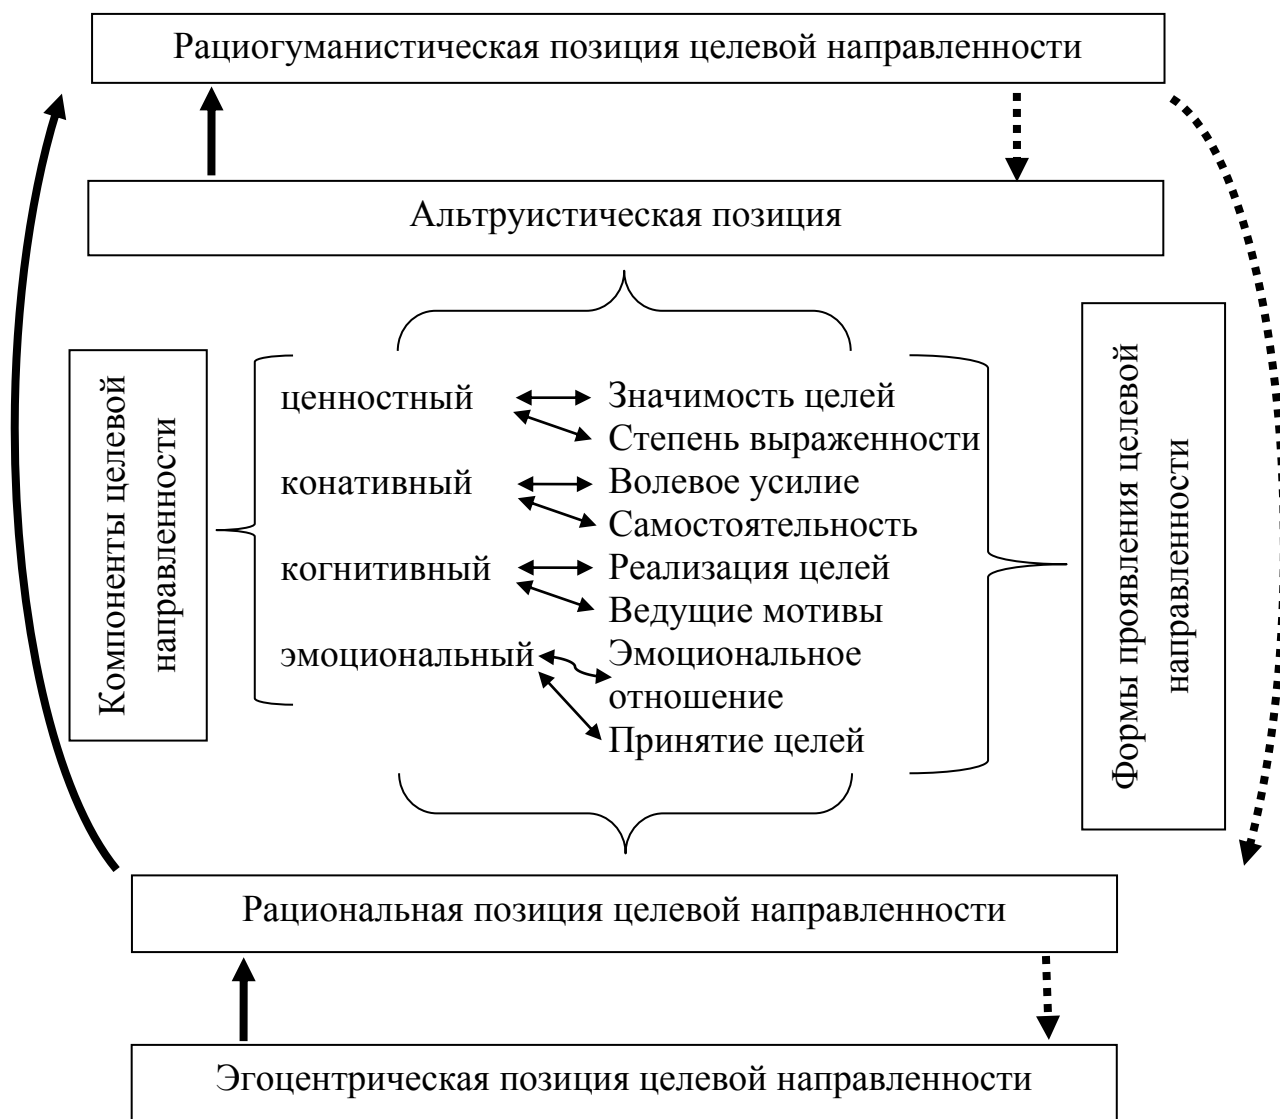 Рациогуманистическая позиция целевой направленности
Альтруистическая позиция
Компоненты целевой
направленности
ценностный
конативный
когнитивный
эмоциональный
Значимость целей
Степень выраженности
Волевое усилие
Самостоятельность
Реализация целей
Ведущие мотивы
Эмоциональное
отношение
Принятие целей
Формы проявления целевой
направленности
Рациональная позиция целевой направленности
Эгоцентрическая позиция целевой направленности